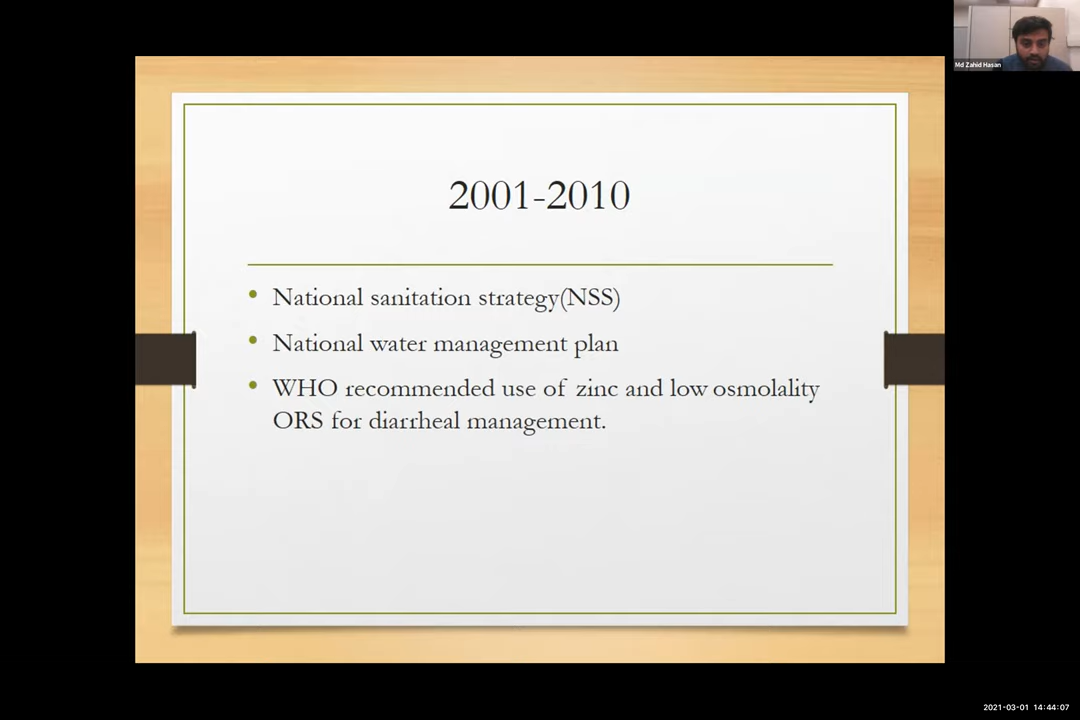 Md Zahid Hasan
2001-2010
• National sanitation strategy(NSS)
• National water management plan
• WHO recommended use of zinc and low osmolality
ORS for diarrheal management.
2021-03-01 14:44:07